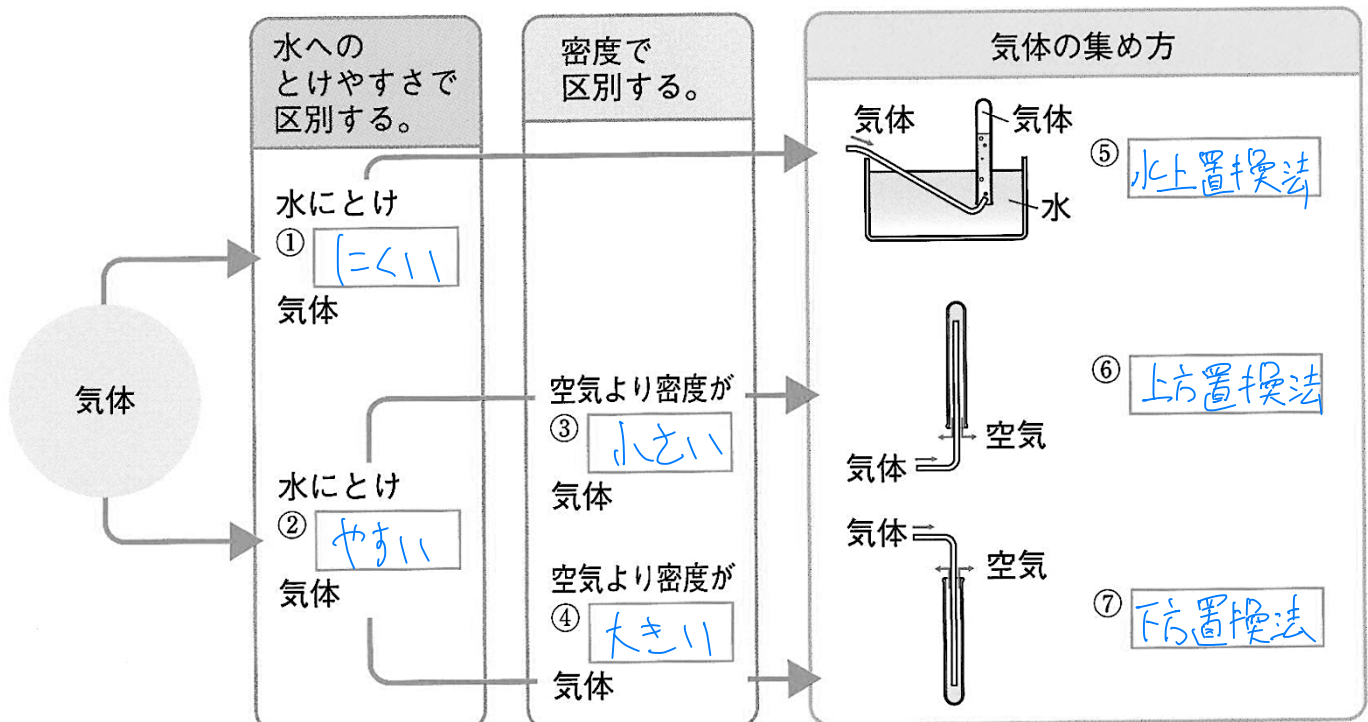 水への
とけやすさで
区別する。
密度で
区別する。
気体の集め方
気体
水にとけ
① にくい
気体
水にとけ
② やすい
気体
空気より密度が
③ 小さい
気体
空気より密度が
④ 大きい
気体
気体
気体
水
⑤ 水上置換法
空気
気体
⑥ 上方置換法
気体
空気
⑦ 下方置換法